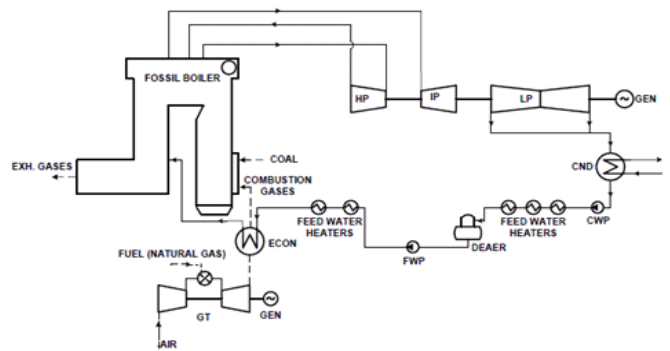 FOSSIL BOILER
HP
IP
LP
GEN
EXH. GASES
COAL
COMBUSTION
GASES
CND
FEED WATER
HEATERS
FEED WATER
HEATERS
CWP
ECON
DEAER
FWP
FUEL (NATURAL GAS)
GT
GEN
AIR